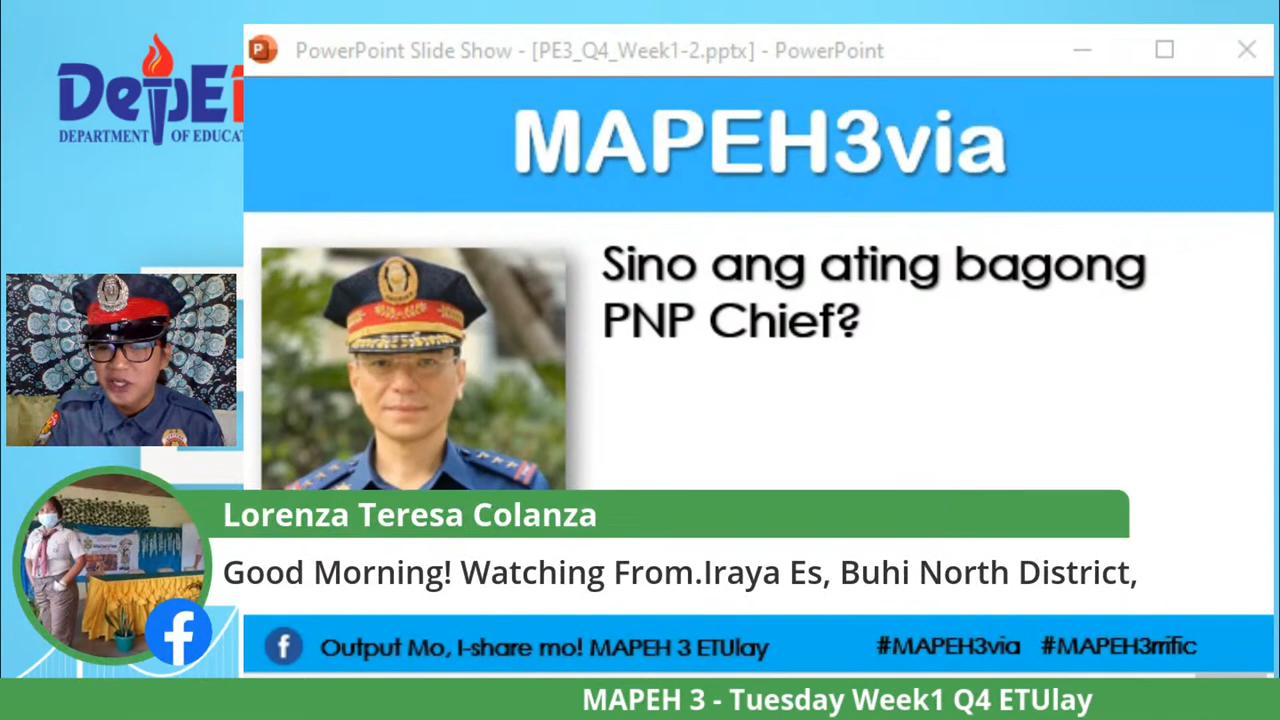 DepE
DEPARTMENT OF EDUCAT
PowerPoint Slide Show - [PE3_Q4_Week1-2.pptx] - PowerPoint
MAPEH3via
Sino ang ating bagong
PNP Chief?
Lorenza Teresa Colanza
Good Morning! Watching From.Iraya Es, Buhi North District,
Output Mo, I-share mo! MAPEH 3 ETUlay
#MAPEH3via #MAPEH3rrific
MAPEH 3 - Tuesday Week1 Q4 ETUlay